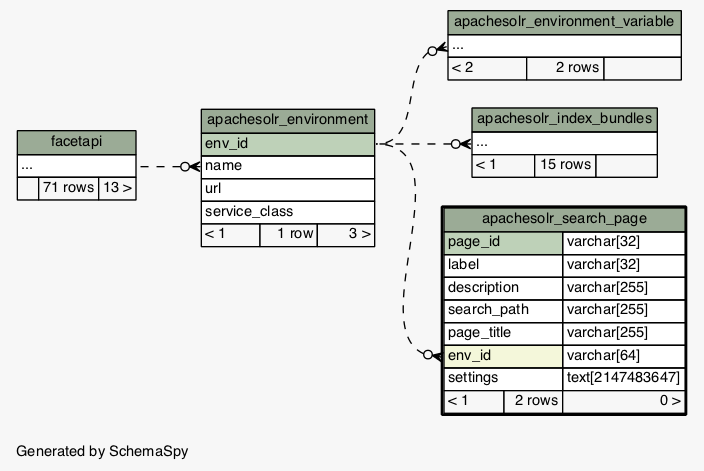 apachesolr_environment_variable
...
< 2 2 rows
apachesolr_environment
env_id
name
url
service_class
< 1 1 row 3 >
facetapi
...
71 rows 13 >
apachesolr_index_bundles
...
< 1 15 rows
apachesolr_search_page
page_id varchar[32]
label varchar[32]
description varchar[255]
search_path varchar[255]
page_title varchar[255]
env_id varchar[64]
settings text[2147483647]
< 1 2 rows 0 >
Generated by SchemaSpy